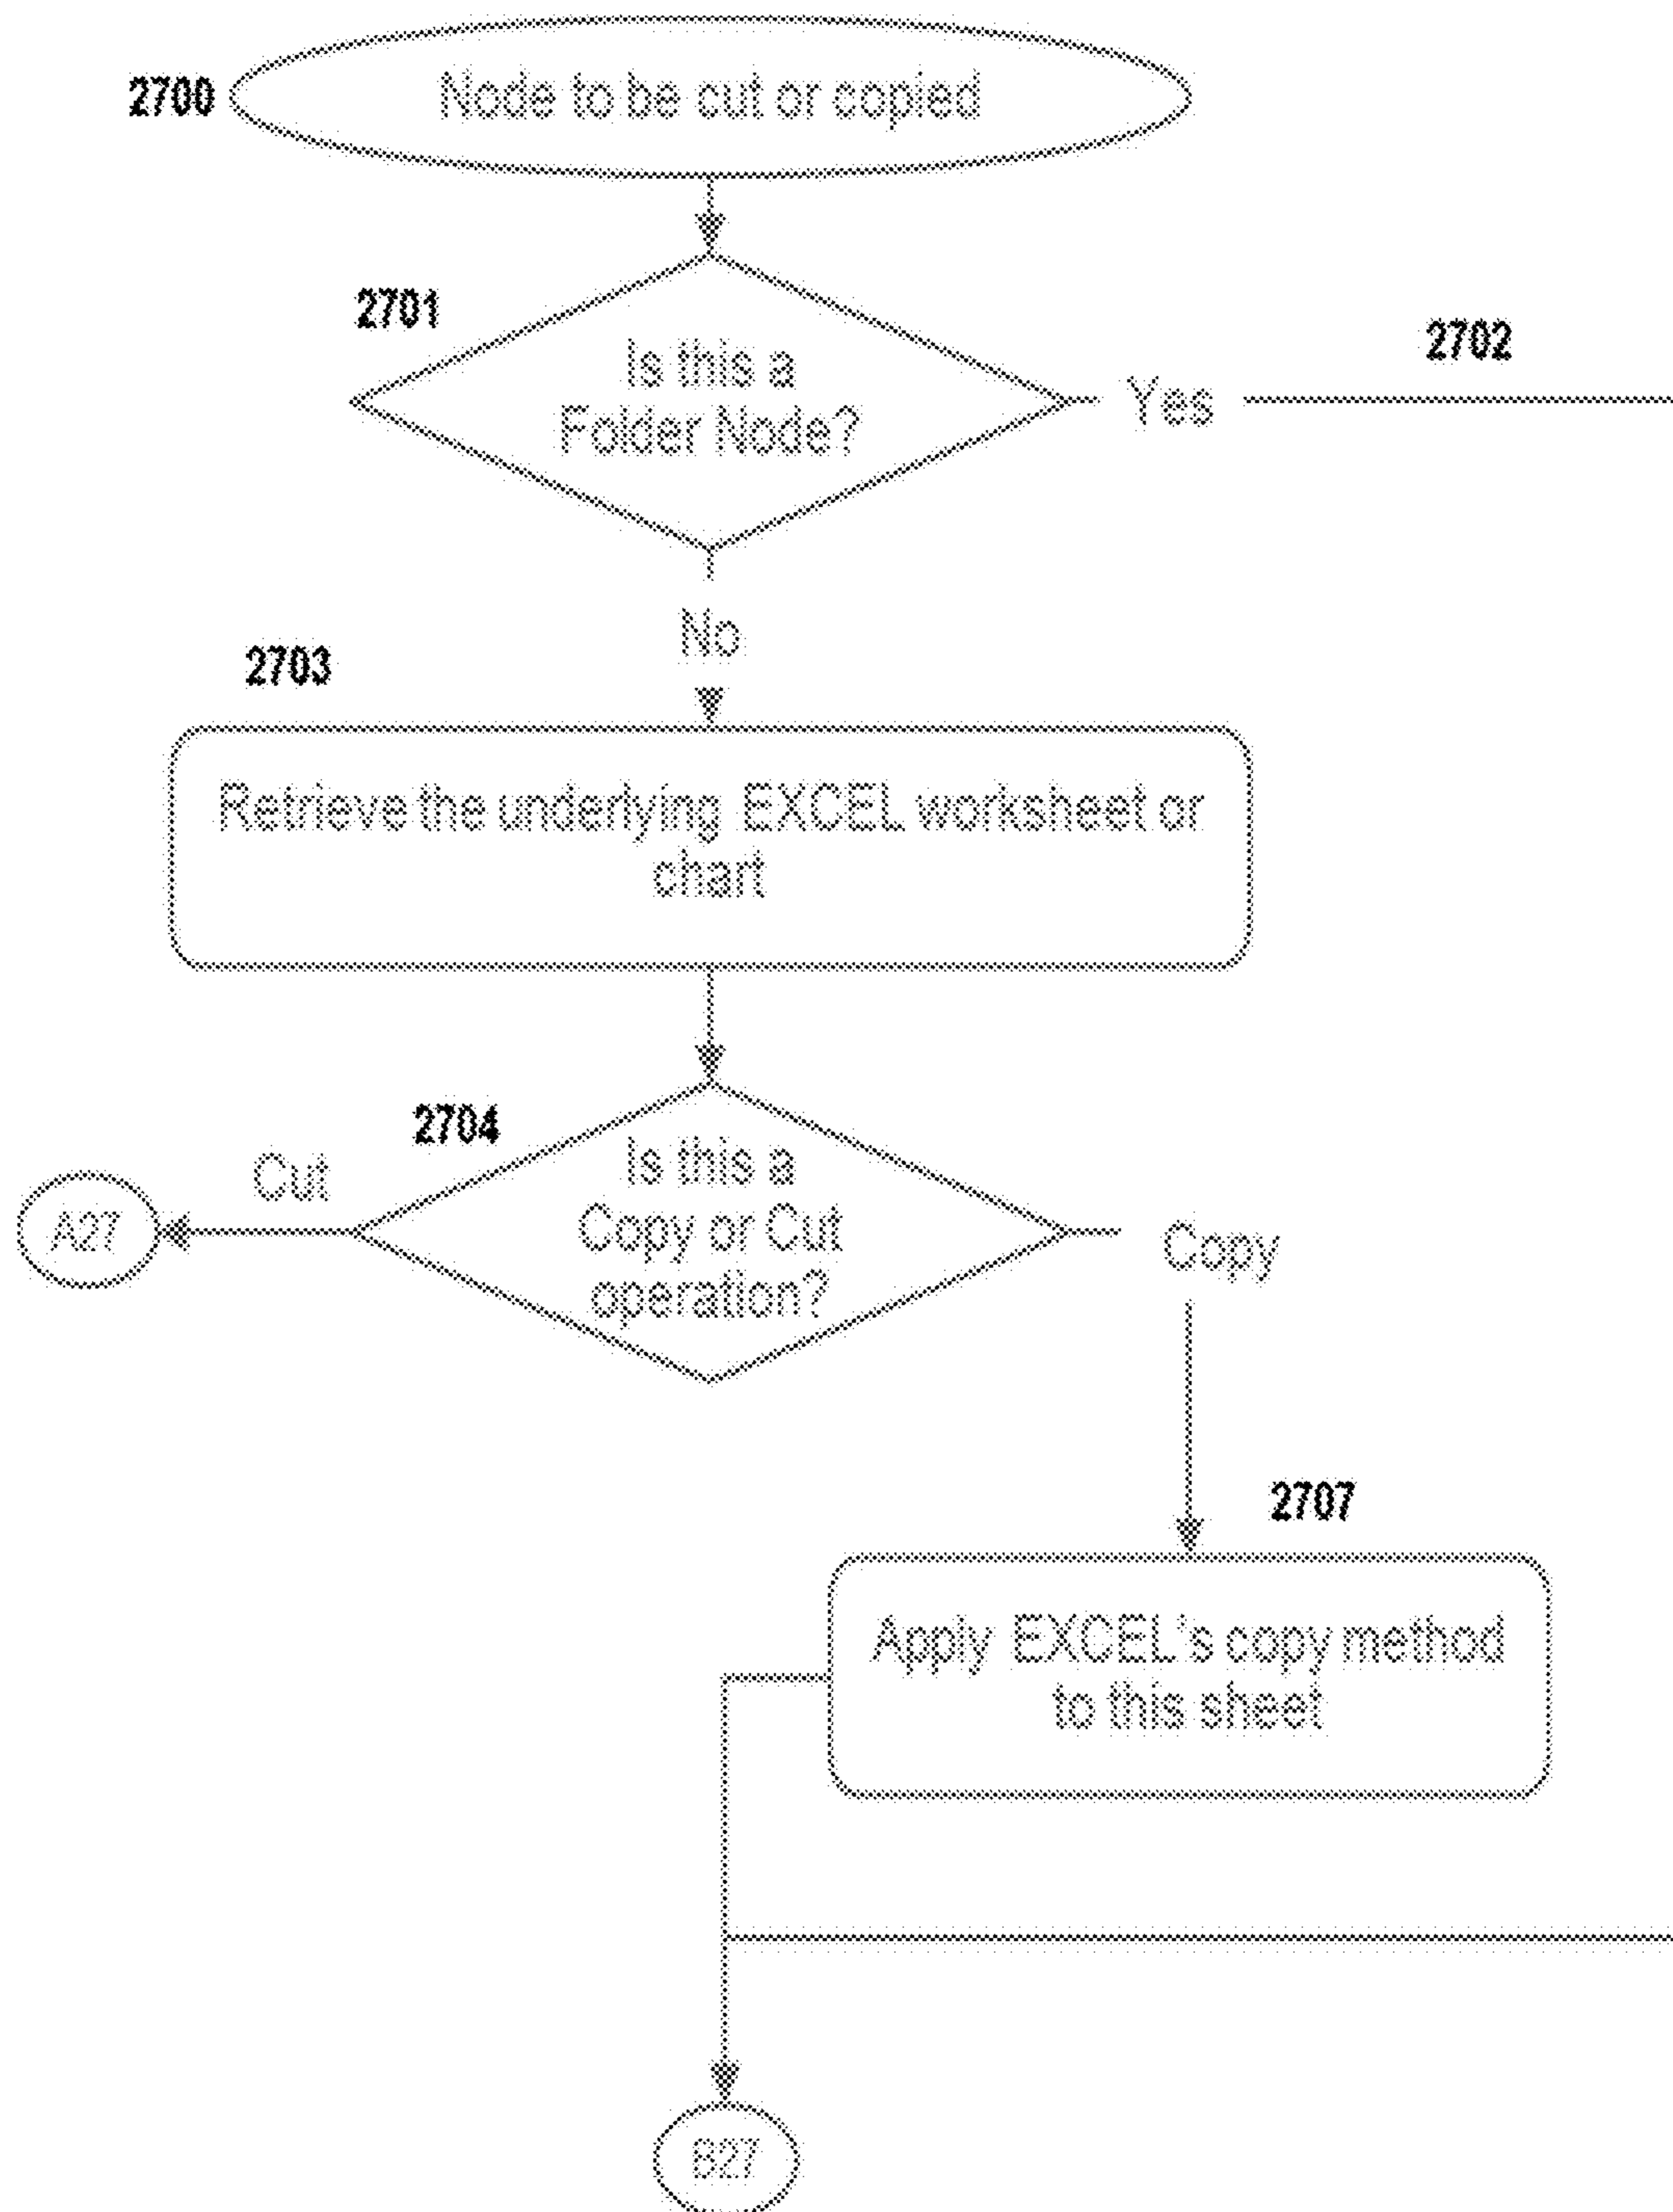 2700
Node to be cut or copied
2701
Is this a
Folder Node?
Yes
2702
No
2703
Retrieve the underlying EXCEL worksheet or
chart
2704
Is this a
Copy or Cut
operation?
Cut
A27
Copy
2707
Apply EXCEL's copy method
to this sheet
B27